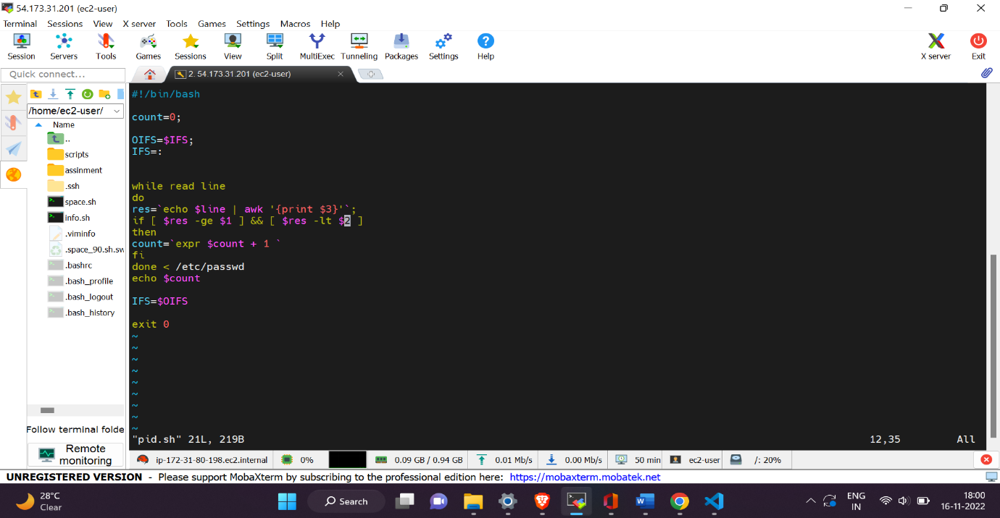 54.173.31.201 (ec2-user)
Terminal Sessions View X server Tools Games Settings Macros Help
Session Servers Tools Games Sessions View Split MultiExec Tunneling Packages Settings Help X server Exit
Quick connect...
2. 54.173.31.201 (ec2-user)
/home/ec2-user/
Name
..
scripts
assinment
.ssh
space.sh
info.sh
.viminfo
.space_90.sh.sw
.bashrc
.bash_profile
.bash_logout
.bash_history
Follow terminal folde
Remote
monitoring
#!/bin/bash
count=0;
OIFS=$IFS;
IFS=:
while read line
do
res=`echo $line | awk '{print $3}'`;
if [ $res -ge $1 ] && [ $res -lt $2 ]
then
count=`expr $count + 1 `
fi
done < /etc/passwd
echo $count
IFS=$OIFS
exit 0
~
~
~
~
~
~
~
~
~
"pid.sh" 21L, 219B 12,35 All
ip-172-31-80-198.ec2.internal 0% 0.09 GB / 0.94 GB 0.01 Mb/s 0.00 Mb/s 50 min ec2-user /: 20%
UNREGISTERED VERSION - Please support MobaXterm by subscribing to the professional edition here: https://mobaxterm.mobatek.net
28°C
Clear
Search
ENG
IN
18:00
16-11-2022